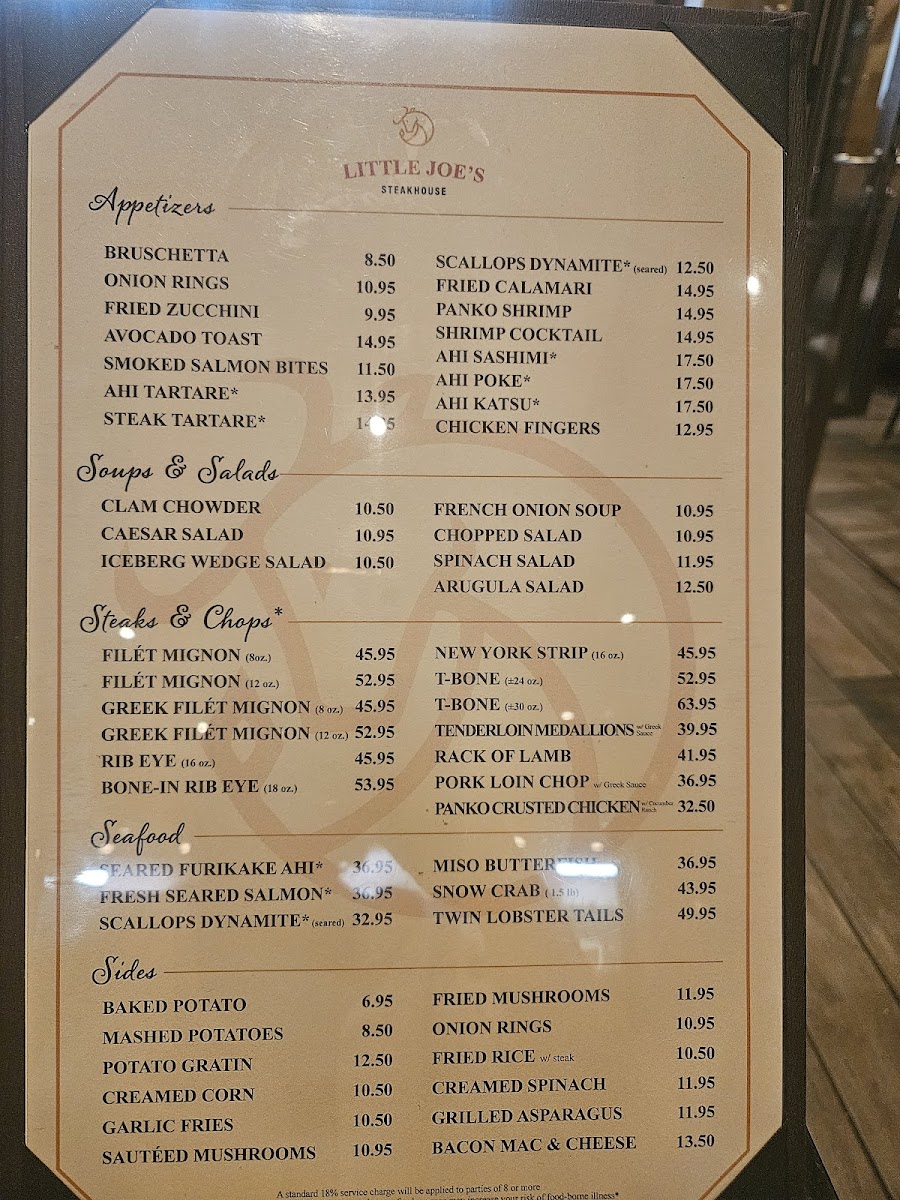 LITTLE JOE'S
STEAKHOUSE
Appetizers
BRUSCHETTA 8.50
ONION RINGS 10.95
FRIED ZUCCHINI 9.95
AVOCADO TOAST 14.95
SMOKED SALMON BITES 11.50
AHI TARTARE* 13.95
STEAK TARTARE*
SCALLOPS DYNAMITE* (seared) 12.50
FRIED CALAMARI 14.95
PANKO SHRIMP 14.95
SHRIMP COCKTAIL 14.95
AHI SASHIMI* 17.50
AHI POKE* 17.50
AHI KATSU* 17.50
CHICKEN FINGERS 12.95
Soups & Salads
CLAM CHOWDER 10.50
CAESAR SALAD 10.95
ICEBERG WEDGE SALAD 10.50
FRENCH ONION SOUP 10.95
CHOPPED SALAD 10.95
SPINACH SALAD 11.95
ARUGULA SALAD 12.50
Steaks & Chops*
FILÉT MIGNON (8oz.) 45.95
FILÉT MIGNON (12 oz.) 52.95
GREEK FILÉT MIGNON (8 oz.) 45.95
GREEK FILÉT MIGNON (12 oz.) 52.95
RIB EYE (16 oz.) 45.95
BONE-IN RIB EYE (18 oz.) 53.95
NEW YORK STRIP (16 oz.) 45.95
T-BONE (±24 oz.) 52.95
T-BONE (±30 oz.) 63.95
TENDERLOIN MEDALLIONS w/ Greek Sauce 39.95
RACK OF LAMB 41.95
PORK LOIN CHOP w/ Greek Sauce 36.95
PANKO CRUSTED CHICKEN w/ Cucumber Ranch 32.50
Seafood
SEARED FURIKAKE AHI* 36.95
FRESH SEARED SALMON* 36.95
SCALLOPS DYNAMITE* (seared) 32.95
MISO BUTTERFISH 36.95
SNOW CRAB (1.5 lb) 43.95
TWIN LOBSTER TAILS 49.95
Sides
BAKED POTATO 6.95
MASHED POTATOES 8.50
POTATO GRATIN 12.50
CREAMED CORN 10.50
GARLIC FRIES 10.50
SAUTÉED MUSHROOMS 10.95
FRIED MUSHROOMS 11.95
ONION RINGS 10.95
FRIED RICE w/ steak 10.50
CREAMED SPINACH 11.95
GRILLED ASPARAGUS 11.95
BACON MAC & CHEESE 13.50
A standard 18% service charge will be applied to parties of 8 or more
may increase your risk of food-borne illness*